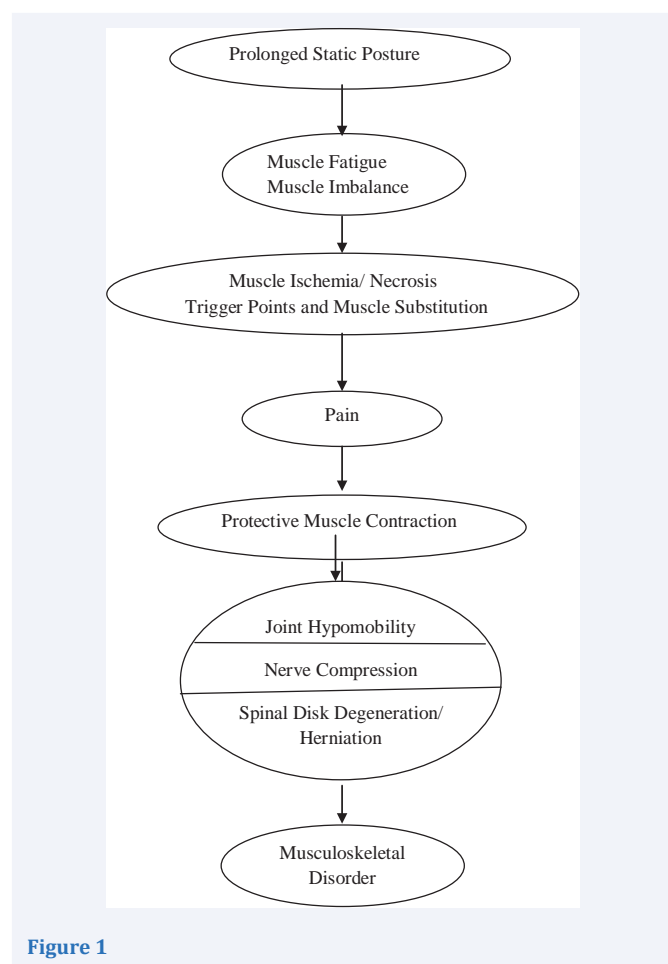 Prolonged Static Posture
Muscle Fatigue
Muscle Imbalance
Muscle Ischemia/ Necrosis
Trigger Points and Muscle Substitution
Pain
Protective Muscle Contraction
Joint Hypomobility
Nerve Compression
Spinal Disk Degeneration/
Herniation
Musculoskeletal
Disorder
Figure 1